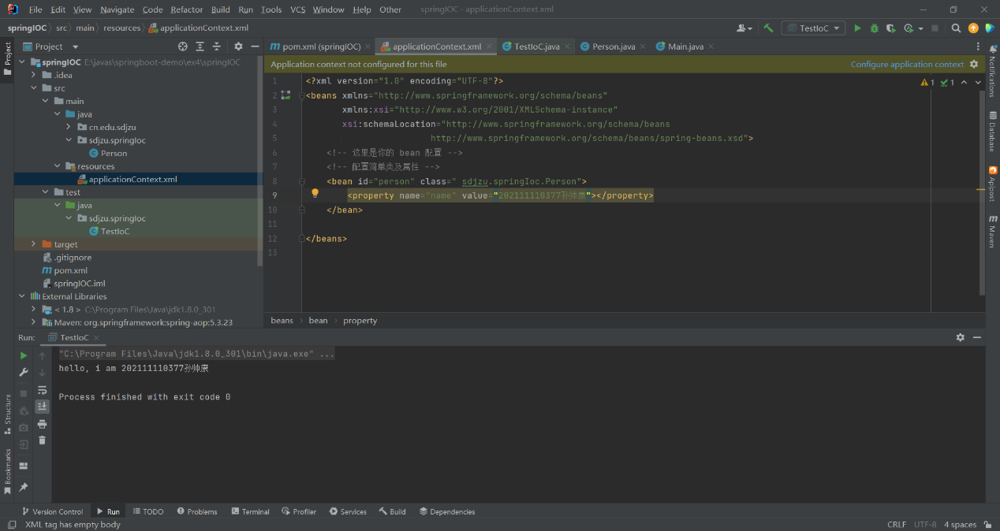 File Edit View Navigate Code Refactor Build Run Tools VCS Window Help Other springIOC - applicationContext.xml
springIOC src main resources applicationContext.xml TestIoC
Project
pom.xml (springIOC) applicationContext.xml TestIoC.java Person.java Main.java
Application context not configured for this file Configure application context
springIOC E:\javas\springboot-demo\ex4\springIOC
.idea
src
main
java
cn.edu.sdjzu
sdjzu.springIoc
Person
resources
applicationContext.xml
test
java
sdjzu.springIoc
TestIoC
target
.gitignore
pom.xml
springIOC.iml
External Libraries
< 1.8 > C:\Program Files\Java\jdk1.8.0_301
Maven: org.springframework:spring-aop:5.3.23
1 <?xml version="1.0" encoding="UTF-8"?>
2 <beans xmlns="http://www.springframework.org/schema/beans"
3 xmlns:xsi="http://www.w3.org/2001/XMLSchema-instance"
4 xsi:schemaLocation="http://www.springframework.org/schema/beans
5 http://www.springframework.org/schema/beans/spring-beans.xsd">
6 <!-- 这里是你的 bean 配置 -->
7 <!-- 配置简单类及属性 -->
8 <bean id="person" class=" sdjzu.springIoc.Person">
9 <property name="name" value="202111110377孙帅康"></property>
10 </bean>
11
12 </beans>
13
1 1
beans bean property
Project
Structure
Bookmarks
Notifications
Database
Apipost
Maven
Run: TestIoC
"C:\Program Files\Java\jdk1.8.0_301\bin\java.exe" ...
hello, i am 202111110377孙帅康
Process finished with exit code 0
Version Control Run TODO Problems Terminal Profiler Services Build Dependencies
XML tag has empty body CRLF UTF-8 4 spaces